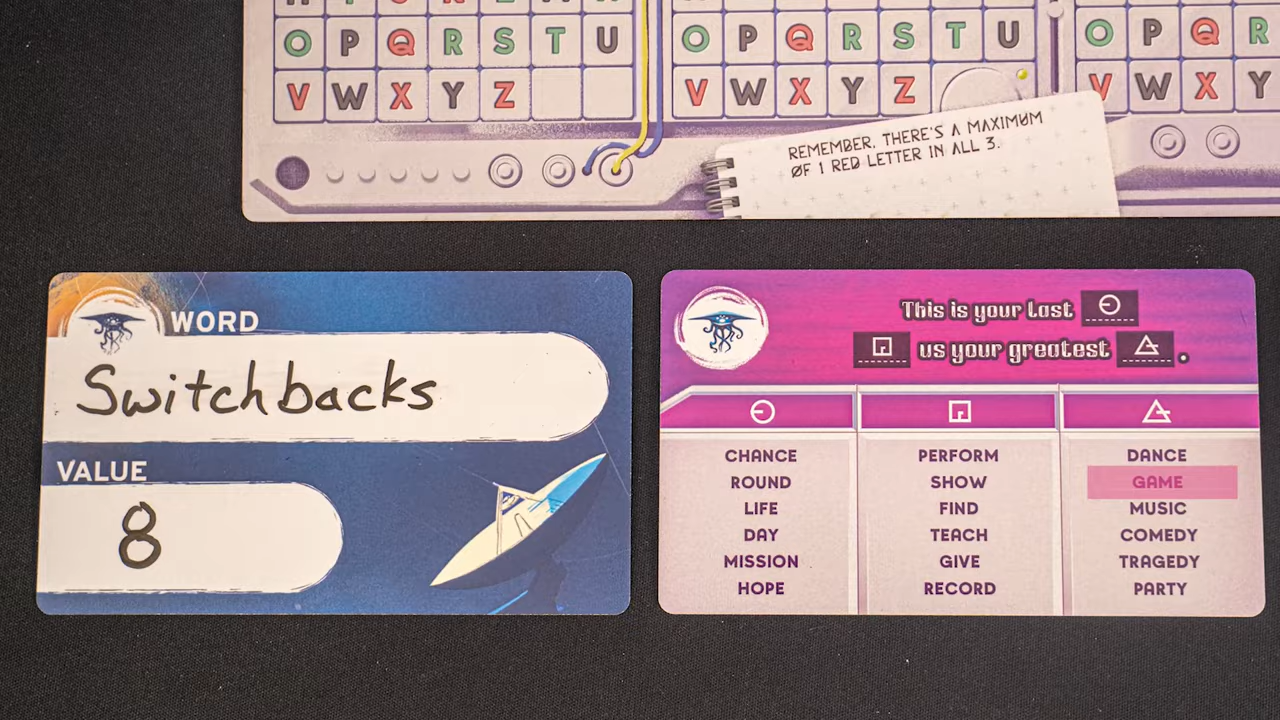 O P Q R S T U O P Q R S T U O P Q R
V W X Y Z V W X Y Z V W X Y
REMEMBER, THERE'S A MAXIMUM
OF 1 RED LETTER IN ALL 3.
WORD
Switchbacks
VALUE
8
This is your last
us your greatest .
CHANCE PERFORM DANCE
ROUND SHOW GAME
LIFE FIND MUSIC
DAY TEACH COMEDY
MISSION GIVE TRAGEDY
HOPE RECORD PARTY